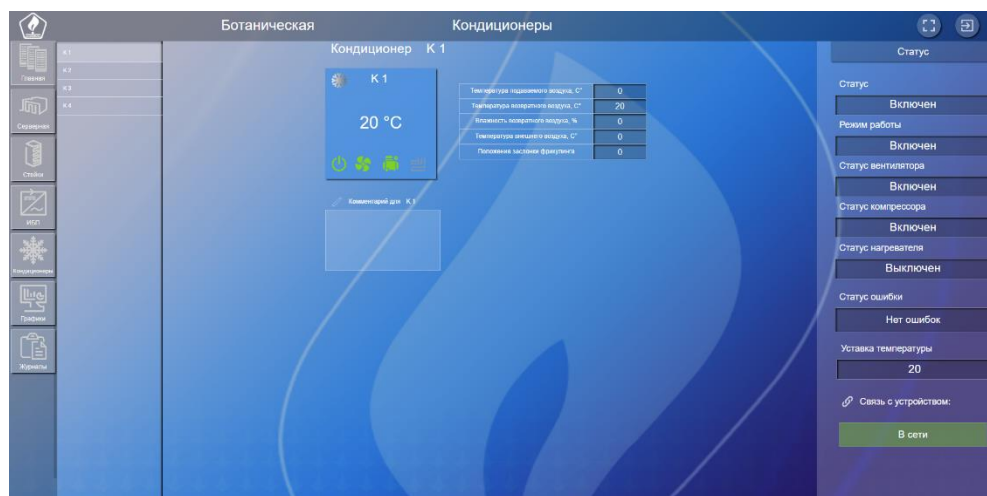 Ботаническая
Кондиционеры
Главная
Серверная
Стойки
ИБП
Кондиционеры
Графики
Журналы
К 1
К 2
К 3
К 4
Кондиционер К 1
К 1
20 °C
Температура подаваемого воздуха, C° 0
Температура возвратного воздуха, C° 20
Влажность возвратного воздуха, % 0
Температура внешнего воздуха, C° 0
Положение заслонки фрикулинга 0
Комментарий для К 1
Статус
Статус
Включен
Режим работы
Включен
Статус вентилятора
Включен
Статус компрессора
Включен
Статус нагревателя
Выключен
Статус ошибки
Нет ошибок
Уставка температуры
20
Связь с устройством:
В сети